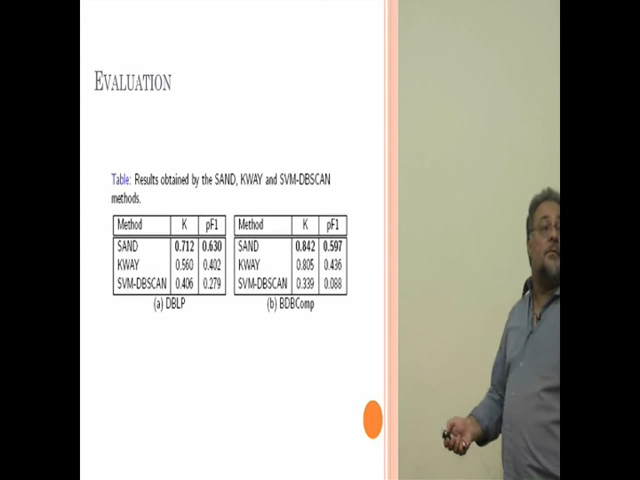 EVALUATION
Table: Results obtained by the SAND, KWAY and SVM-DBSCAN
methods.
Method K pF1
SAND 0.712 0.630
KWAY 0.560 0.402
SVM-DBSCAN 0.406 0.279
(a) DBLP
Method K pF1
SAND 0.842 0.597
KWAY 0.805 0.436
SVM-DBSCAN 0.339 0.088
(b) BDBComp